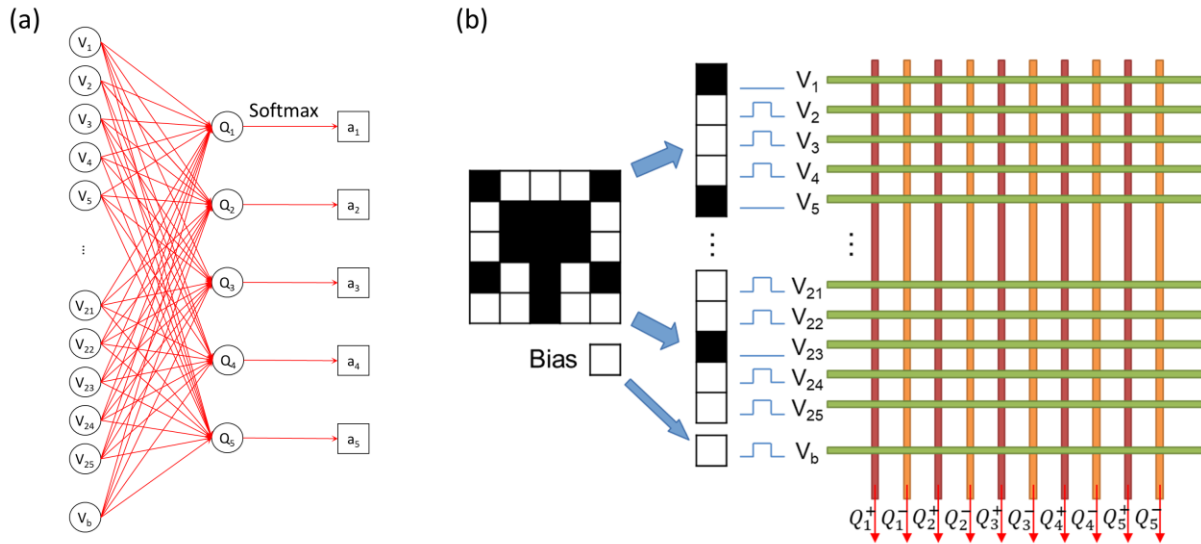 (a)
V1
V2
V3
V4
V5
...
V21
V22
V23
V24
V25
Vb
Q1
Q2
Q3
Q4
Q5
Softmax
a1
a2
a3
a4
a5
(b)
Bias
V1
V2
V3
V4
V5
⋮ ⋮
V21
V22
V23
V24
V25
Vb
Q1+ Q1− Q2+ Q2− Q3+ Q3− Q4+ Q4− Q5+ Q5−